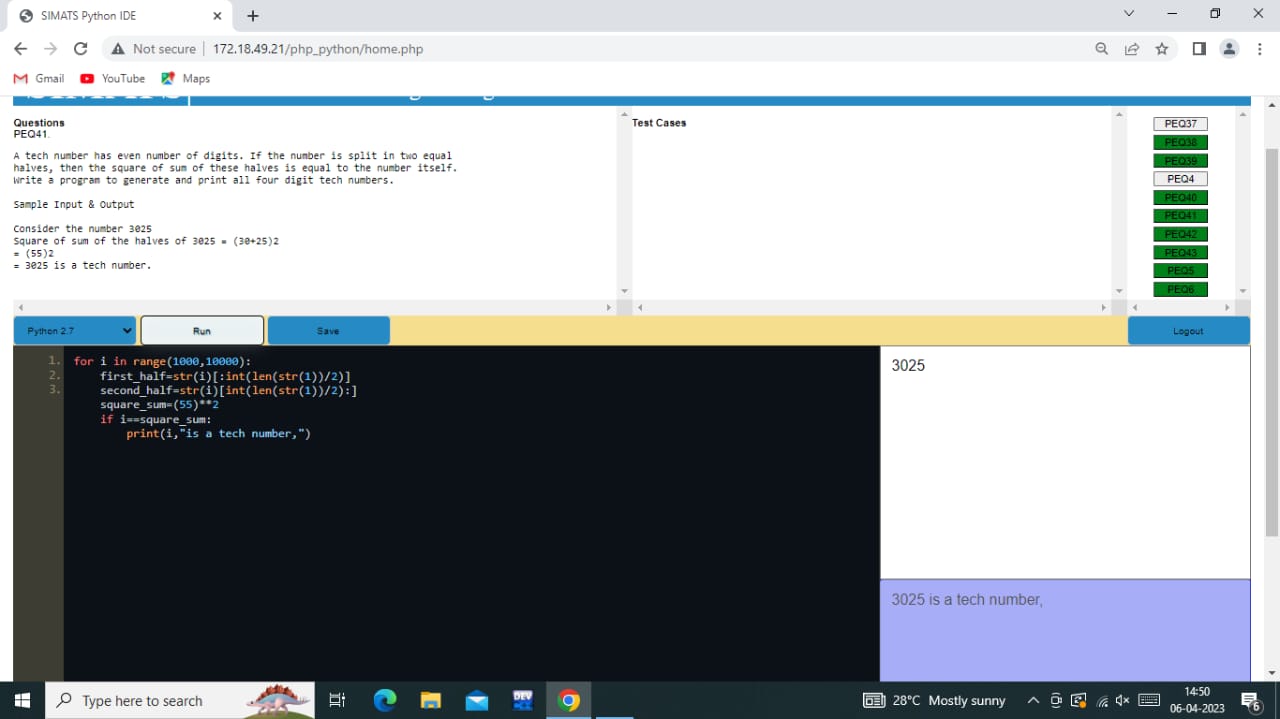 SIMATS Python IDE
Not secure
172.18.49.21/php_python/home.php
Gmail
YouTube
Maps
Questions
PEQ41.
A tech number has even number of digits. If the number is split in two equal
halves, then the square of sum of these halves is equal to the number itself.
Write a program to generate and print all four digit tech numbers.
Sample Input & Output
Consider the number 3025
Square of sum of the halves of 3025 = (30+25)2
= (55)2
= 3025 is a tech number.
Test Cases
PEQ37
PEQ38
PEQ39
PEQ4
PEQ40
PEQ41
PEQ42
PEQ43
PEQ5
PEQ6
Python 2.7
Run
Save
Logout
1. for i in range(1000,10000):
2. first_half=str(i)[:int(len(str(1))/2)]
3. second_half=str(i)[int(len(str(1))/2):]
square_sum=(55)**2
if i==square_sum:
print(i,"is a tech number,")
3025
3025 is a tech number,
Type here to search
DEV
28°C Mostly sunny
14:50
06-04-2023
6